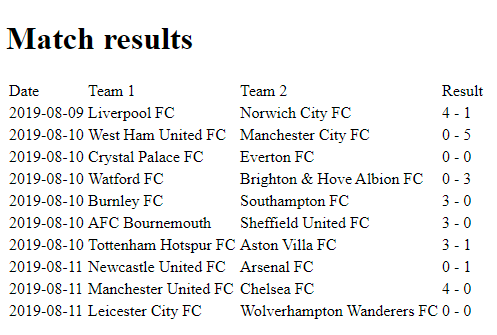 Match results
Date Team 1 Team 2 Result
2019-08-09 Liverpool FC Norwich City FC 4 - 1
2019-08-10 West Ham United FC Manchester City FC 0 - 5
2019-08-10 Crystal Palace FC Everton FC 0 - 0
2019-08-10 Watford FC Brighton & Hove Albion FC 0 - 3
2019-08-10 Burnley FC Southampton FC 3 - 0
2019-08-10 AFC Bournemouth Sheffield United FC 3 - 0
2019-08-10 Tottenham Hotspur FC Aston Villa FC 3 - 1
2019-08-11 Newcastle United FC Arsenal FC 0 - 1
2019-08-11 Manchester United FC Chelsea FC 4 - 0
2019-08-11 Leicester City FC Wolverhampton Wanderers FC 0 - 0